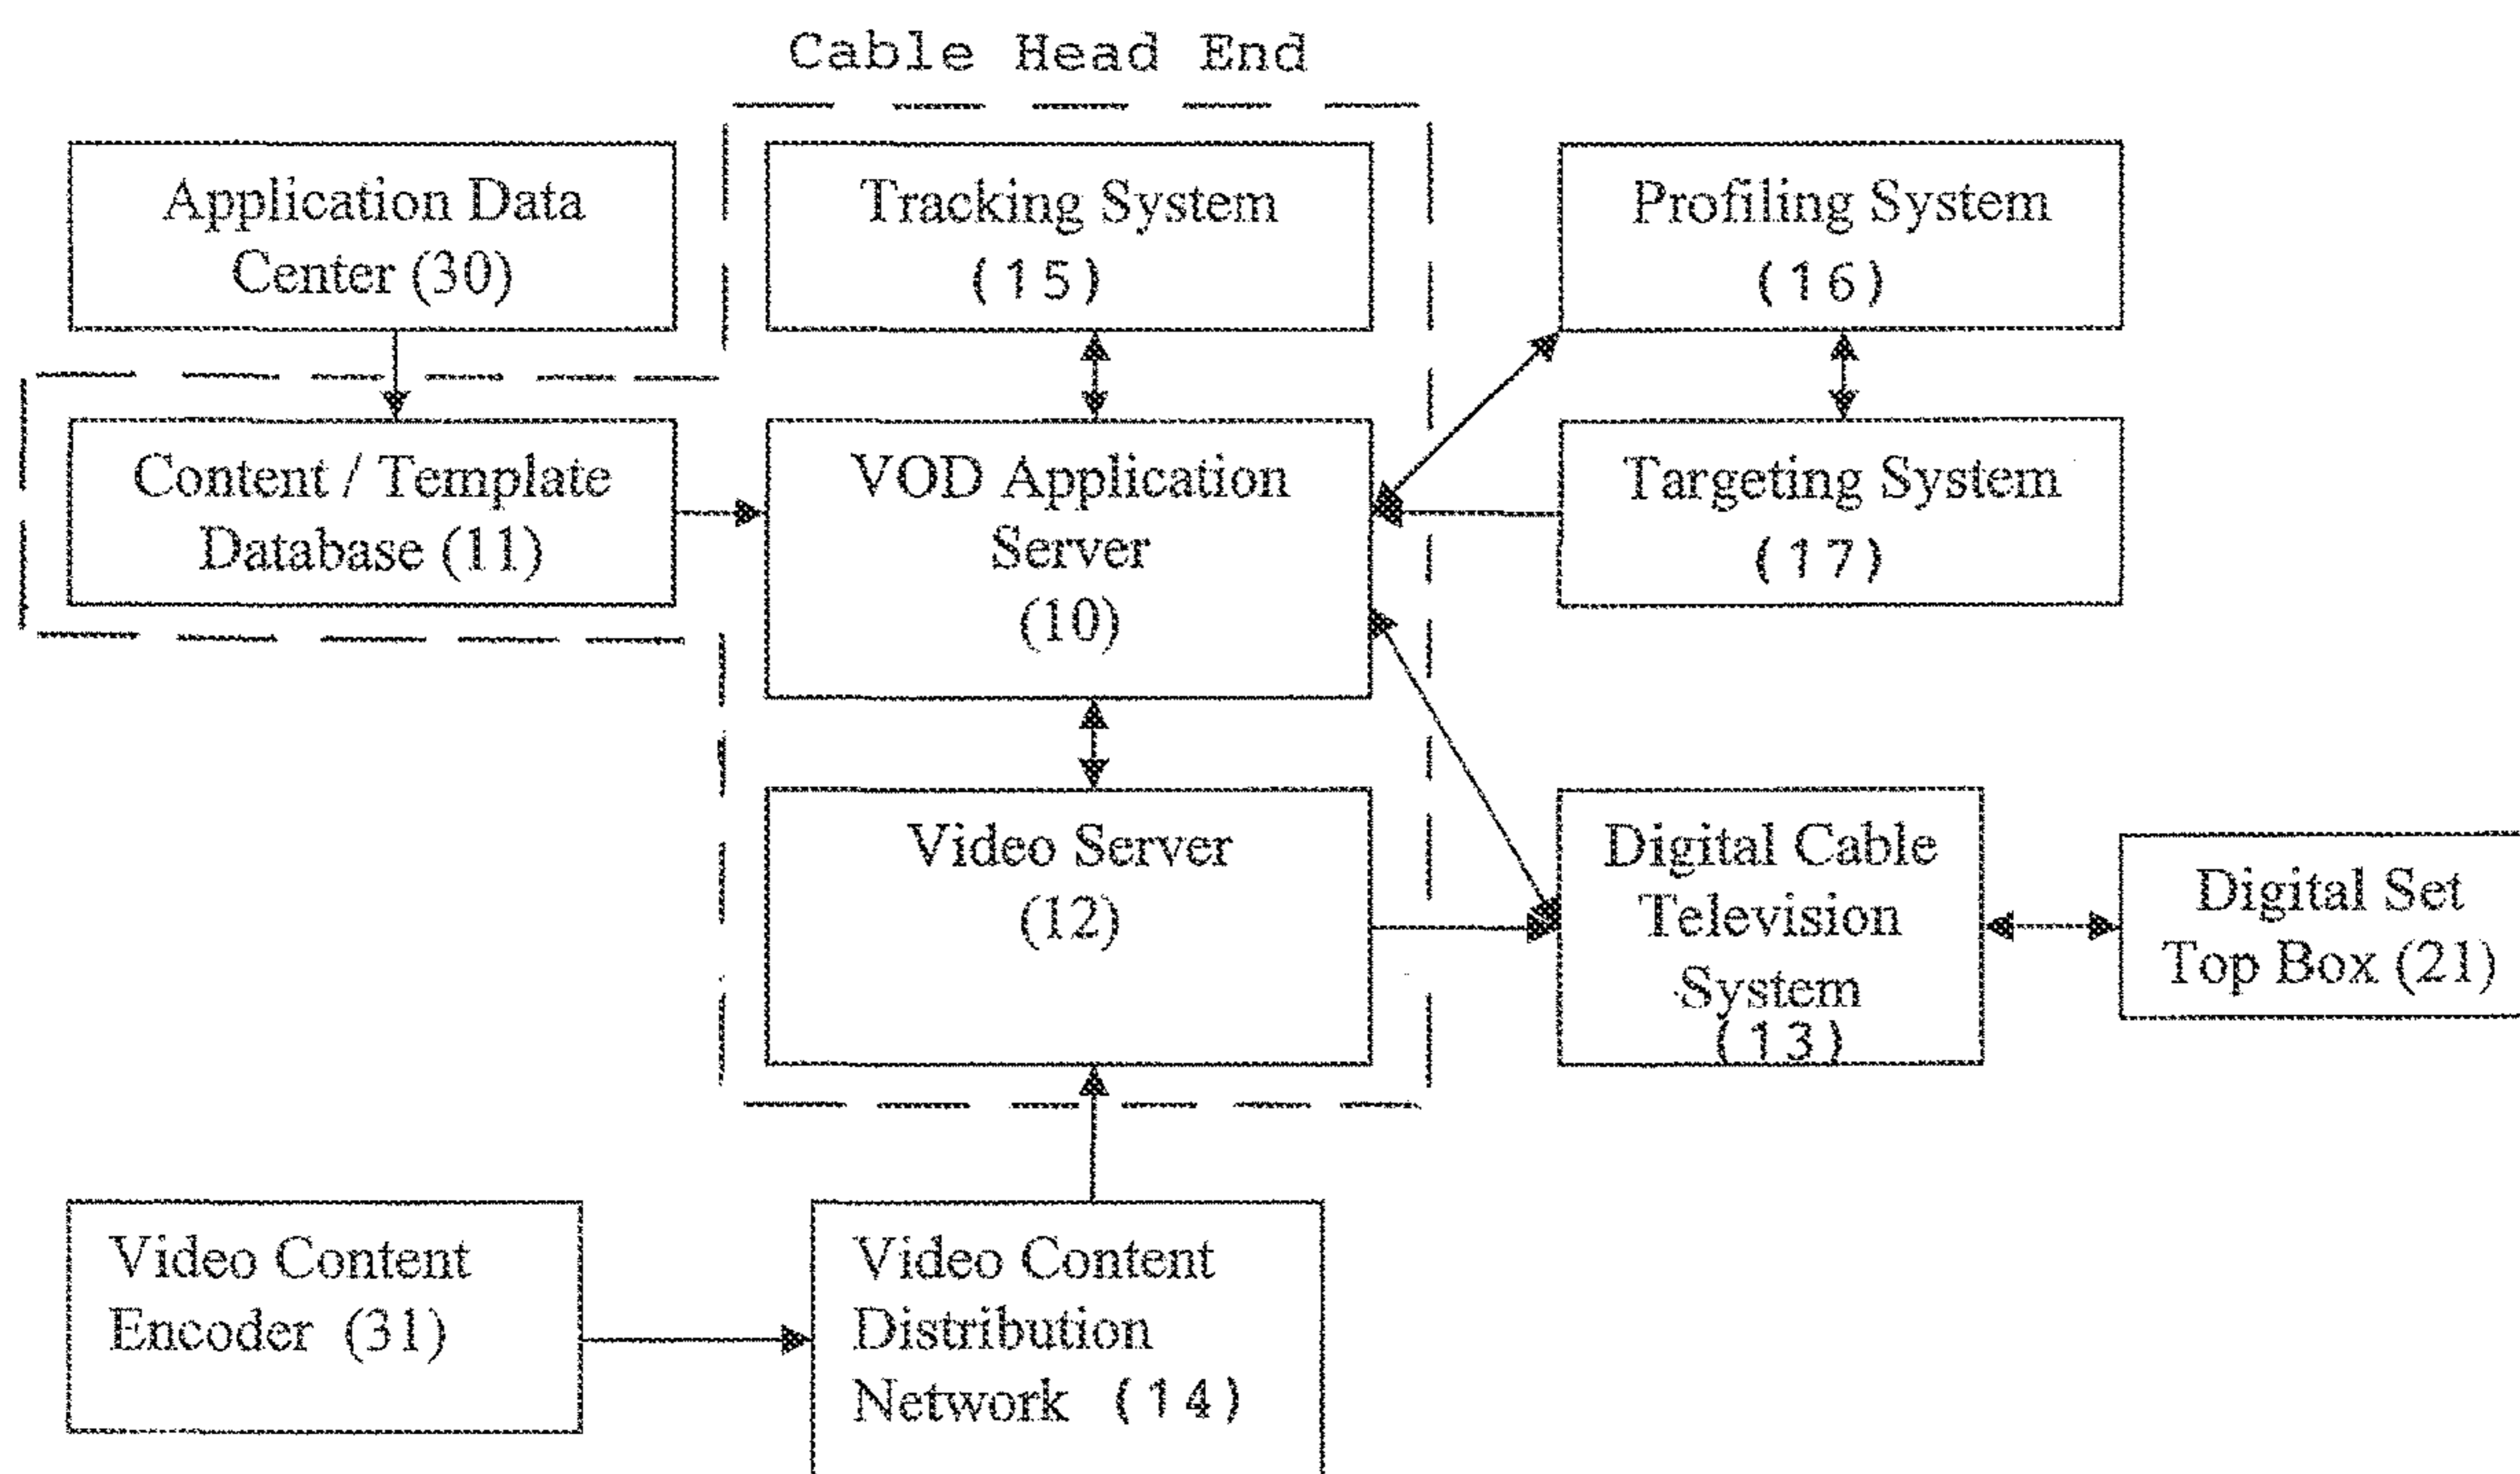 Cable Head End
Application Data
Center (30)
Tracking System
(15)
Profiling System
(16)
Content / Template
Database (11)
VOD Application
Server
(10)
Targeting System
(17)
Video Server
(12)
Digital Cable
Television
System
(13)
Digital Set
Top Box (21)
Video Content
Encoder (31)
Video Content
Distribution
Network (14)